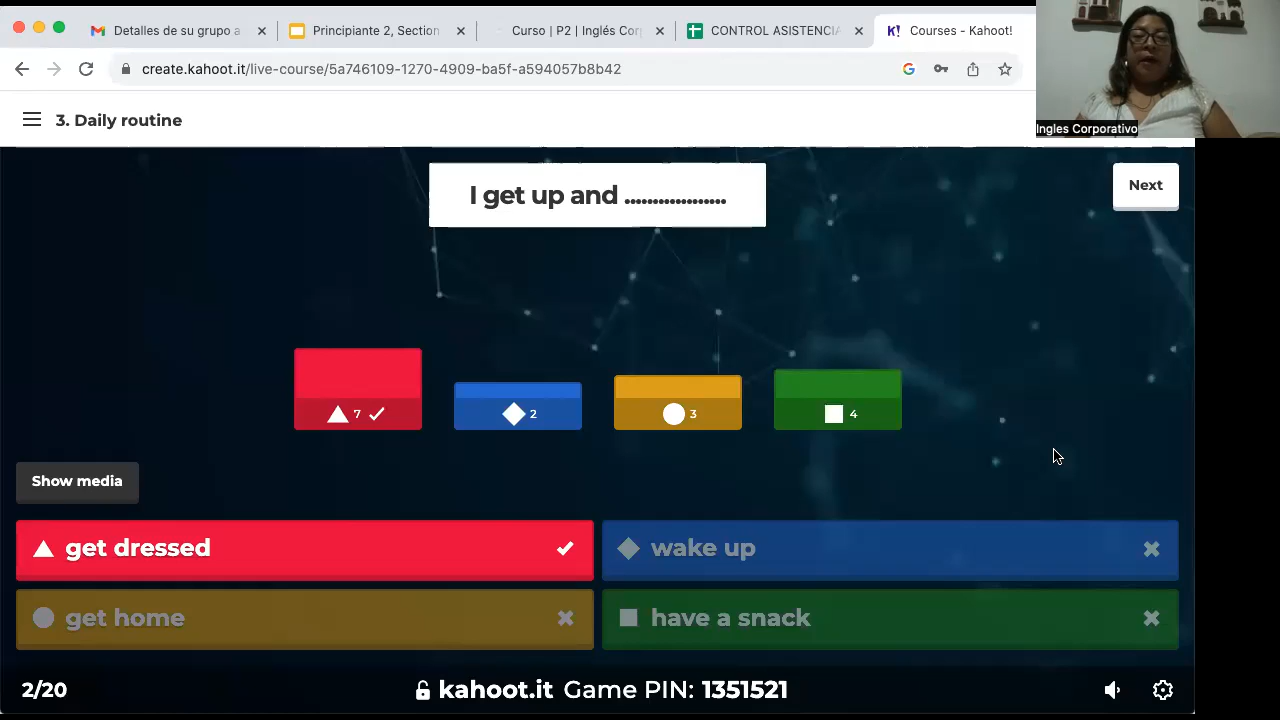 Detalles de su grupo a
Principiante 2, Section
Curso | P2 | Inglés Cor
CONTROL ASISTENCIA
K! Courses - Kahoot!
create.kahoot.it/live-course/5a746109-1270-4909-ba5f-a594057b8b42
Ingles Corporativo
3. Daily routine
I get up and ..................
Next
7
2
3
4
Show media
get dressed
wake up
get home
have a snack
2/20
kahoot.it Game PIN: 1351521